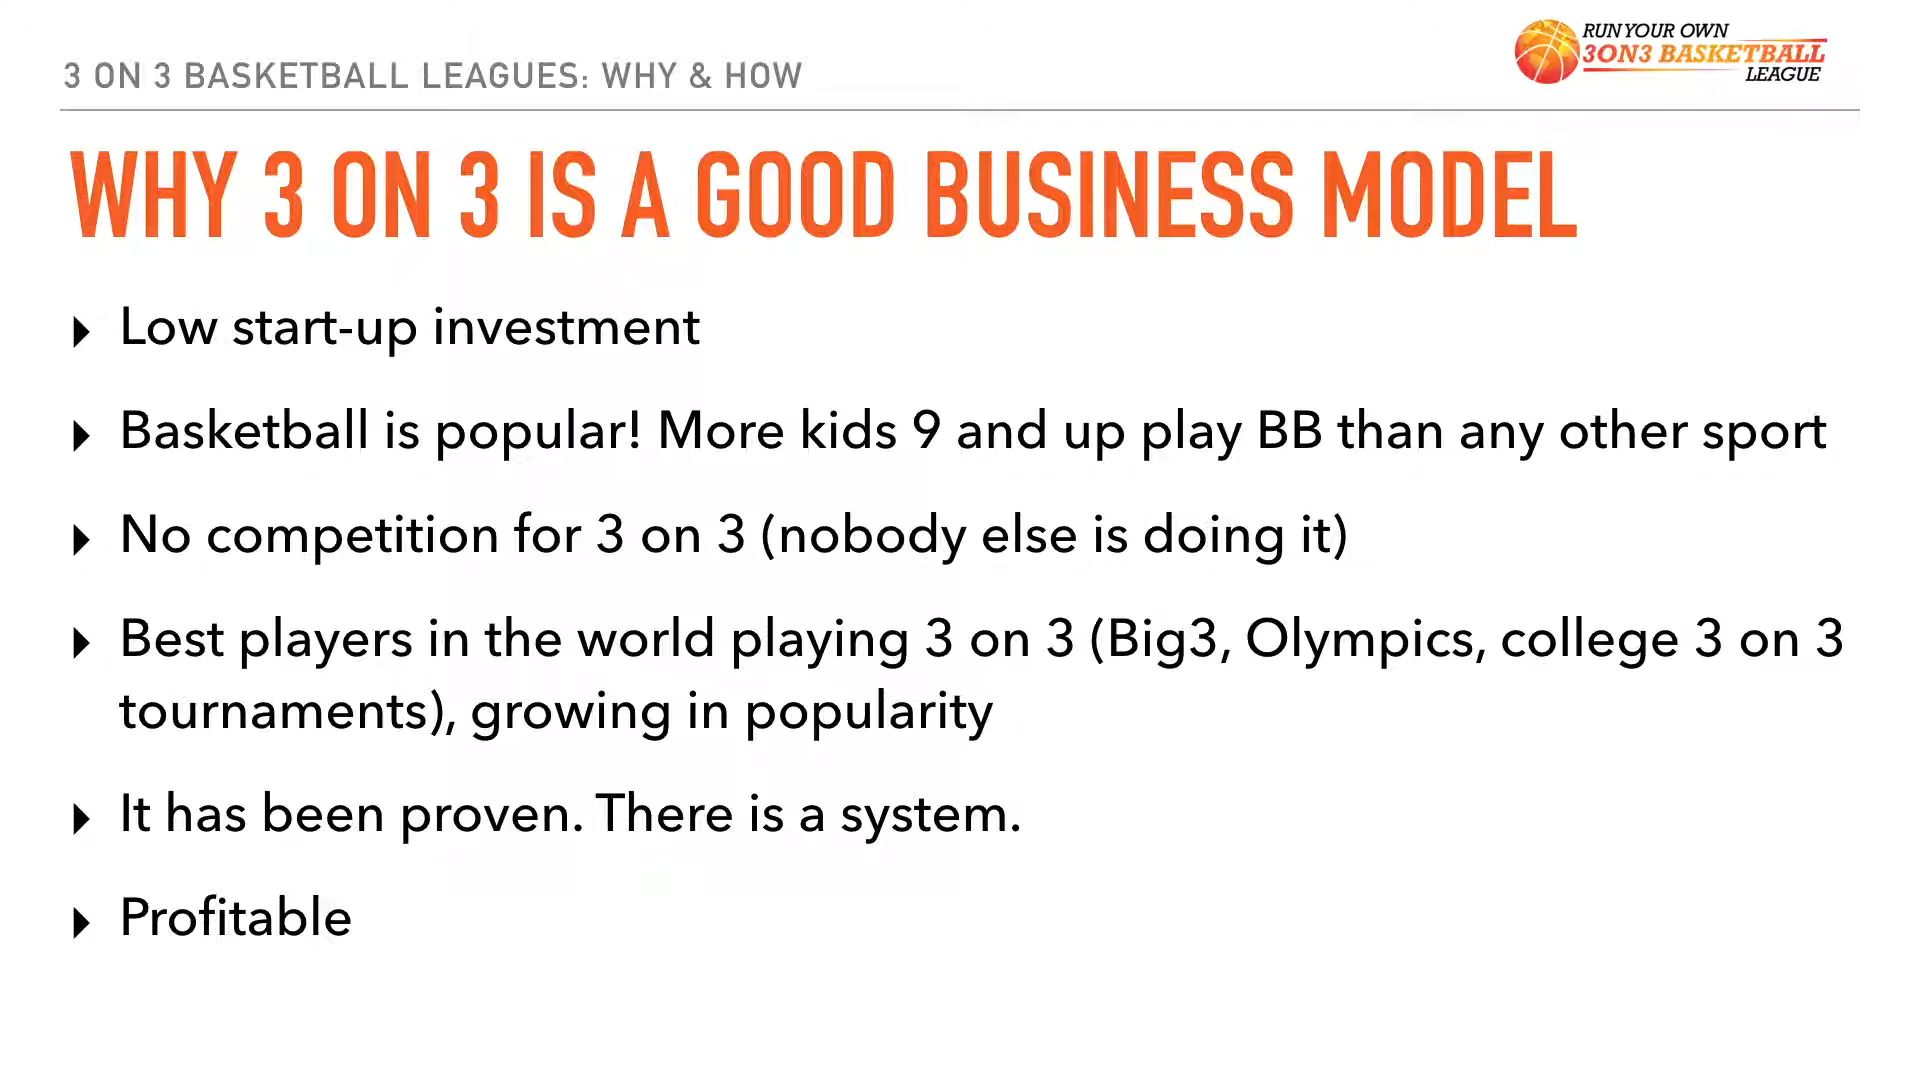 3 ON 3 BASKETBALL LEAGUES: WHY & HOW
RUN YOUR OWN
3ON3 BASKETBALL
LEAGUE
WHY 3 ON 3 IS A GOOD BUSINESS MODEL
▸ Low start-up investment
▸ Basketball is popular! More kids 9 and up play BB than any other sport
▸ No competition for 3 on 3 (nobody else is doing it)
▸ Best players in the world playing 3 on 3 (Big3, Olympics, college 3 on 3
tournaments), growing in popularity
▸ It has been proven. There is a system.
▸ Profitable